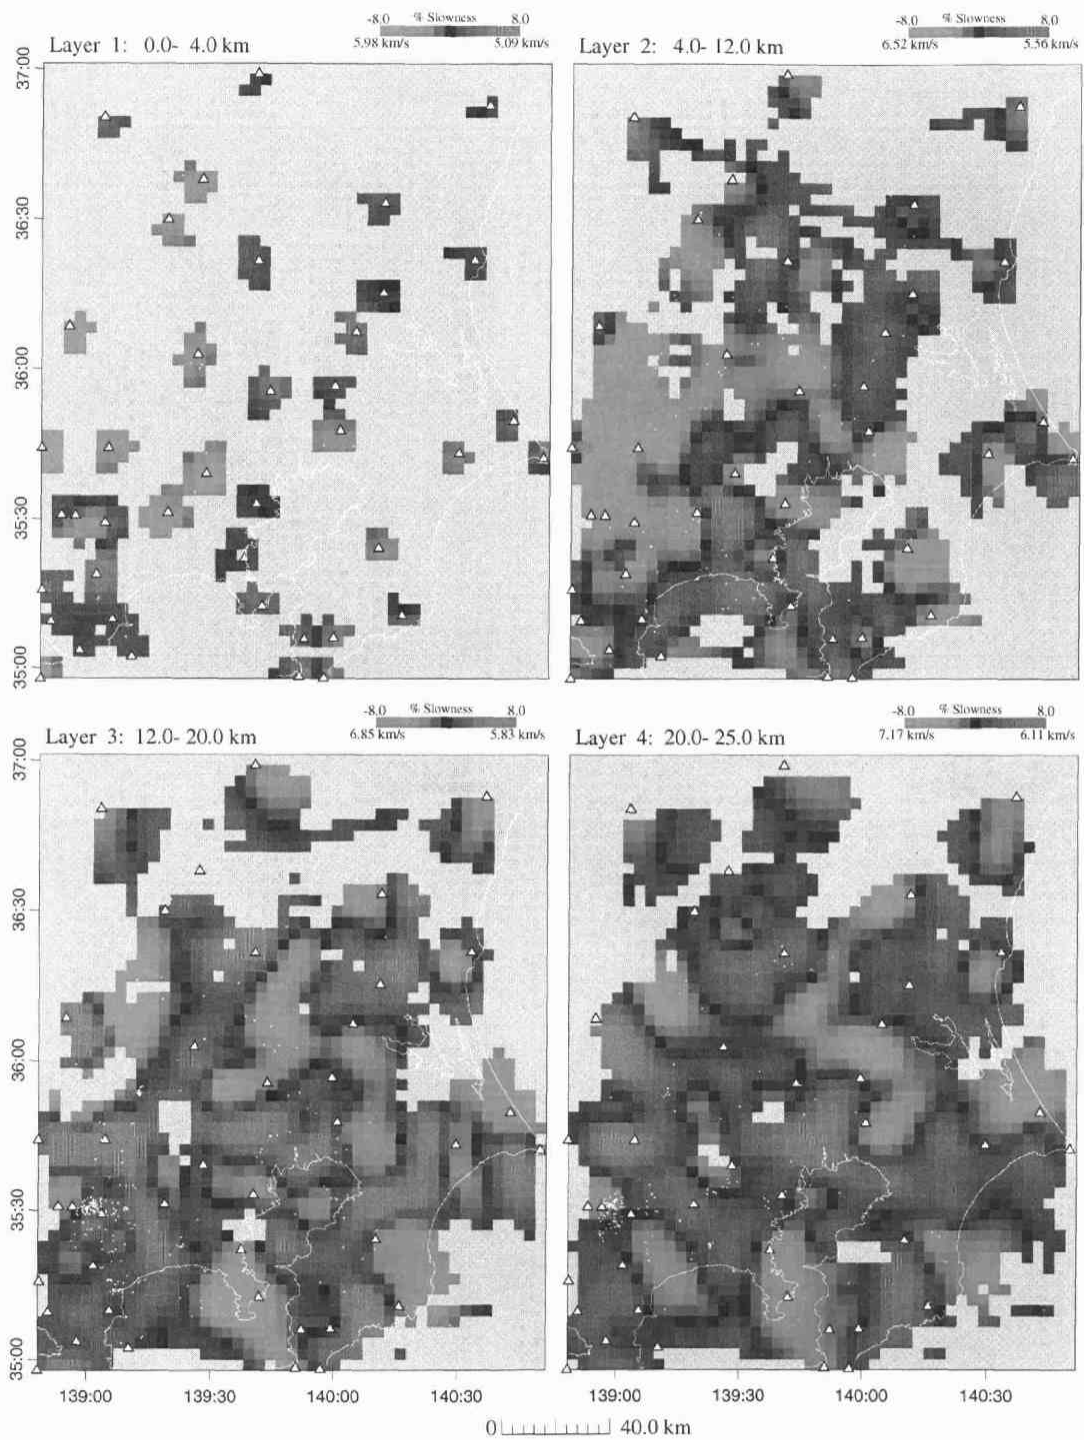 -8.0 % Slowness 8.0
Layer 1: 0.0- 4.0 km
5.98 km/s 5.09 km/s
-8.0 % Slowness 8.0
Layer 2: 4.0- 12.0 km
6.52 km/s 5.56 km/s
37:00
36:30
36:00
35:30
35:00
-8.0 % Slowness 8.0
Layer 3: 12.0- 20.0 km
6.85 km/s 5.83 km/s
-8.0 % Slowness 8.0
Layer 4: 20.0- 25.0 km
7.17 km/s 6.11 km/s
37:00
36:30
36:00
35:30
35:00
139:00 139:30 140:00 140:30
139:00 139:30 140:00 140:30
0 40.0 km